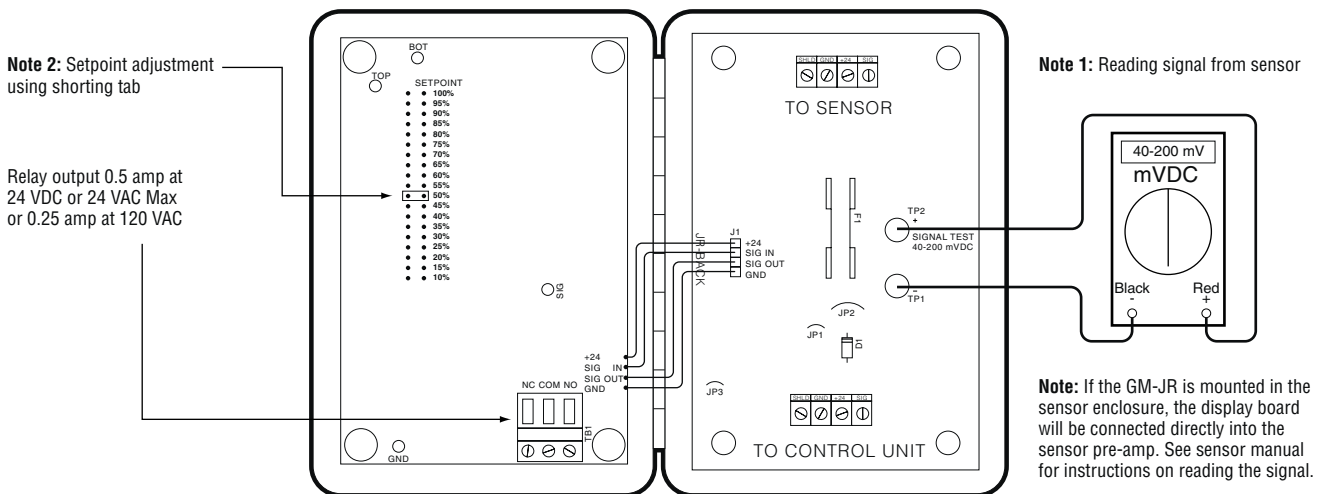 Note 2: Setpoint adjustment
using shorting tab
Relay output 0.5 amp at
24 VDC or 24 VAC Max
or 0.25 amp at 120 VAC
BOT
TOP
SETPOINT
100%
95%
90%
85%
80%
75%
70%
65%
60%
55%
50%
45%
40%
35%
30%
25%
20%
15%
10%
SIG
+24
SIG IN
SIG OUT
GND
NC COM NO
TB1
GND
SHLD GND +24 SIG
TO SENSOR
F1
TP2
+
SIGNAL TEST
40-200 mVDC
-
TP1
J1
+24
SIG IN
SIG OUT
GND
JR-BACK
JP2
JP1
D1
JP3
SHLD GND +24 SIG
TO CONTROL UNIT
Note 1: Reading signal from sensor
40-200 mV
mVDC
Black
-
Red
+
Note: If the GM-JR is mounted in the
sensor enclosure, the display board
will be connected directly into the
sensor pre-amp. See sensor manual
for instructions on reading the signal.